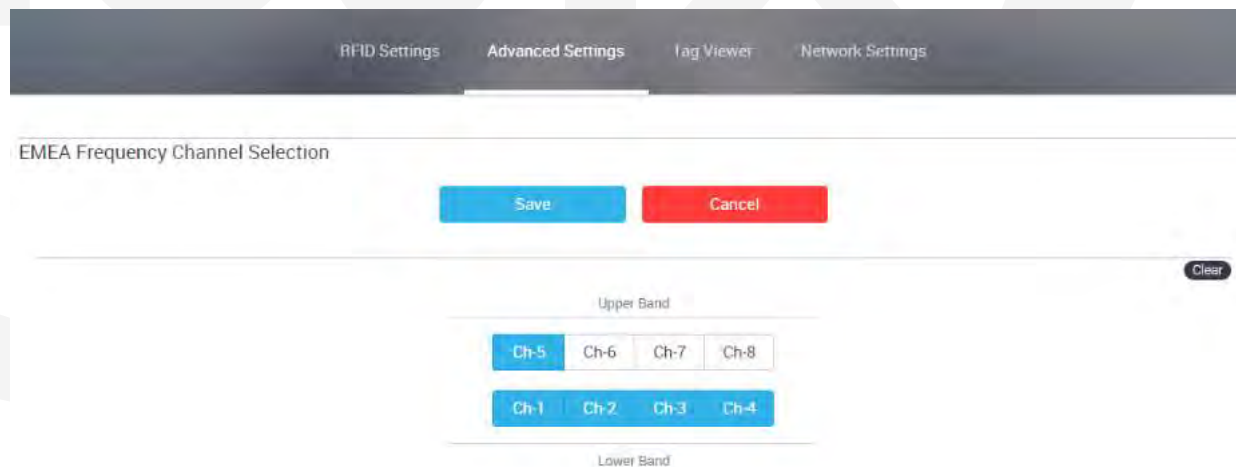 RFID Settings Advanced Settings Tag Viewer Network Settings
EMEA Frequency Channel Selection
Save Cancel
Clear
Upper Band
Ch-5 Ch-6 Ch-7 Ch-8
Ch-1 Ch-2 Ch-3 Ch-4
Lower Band